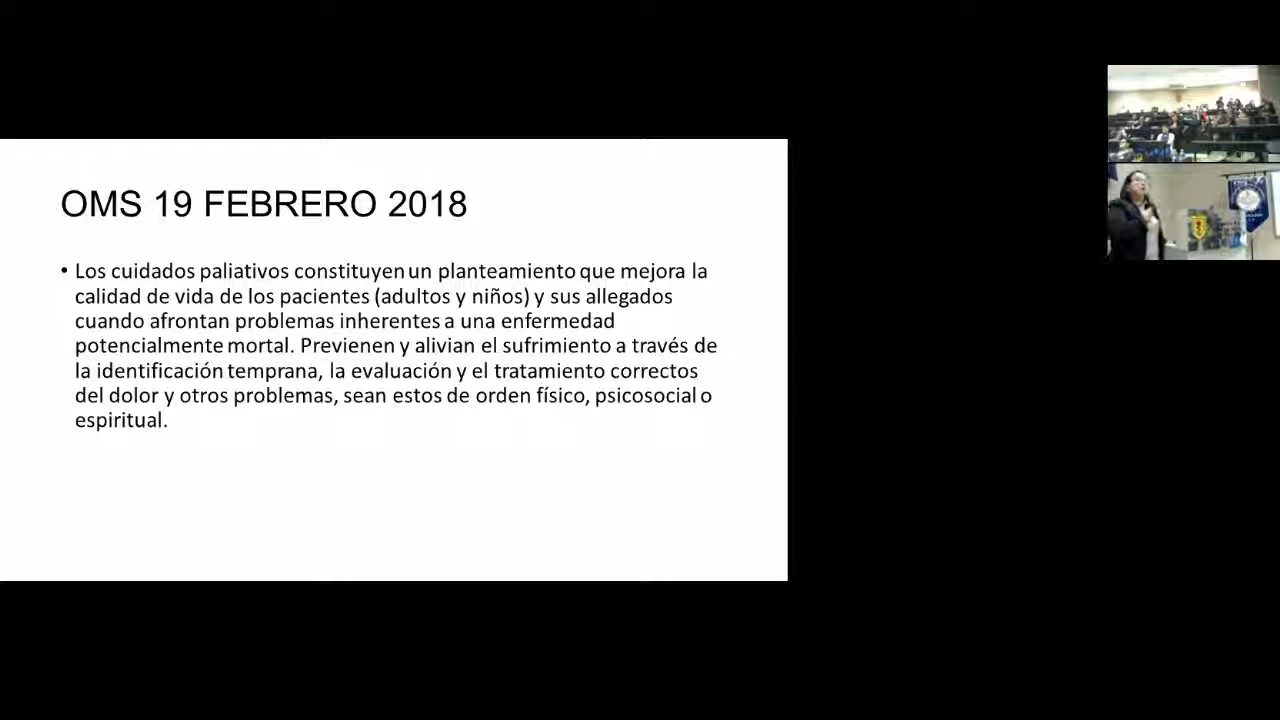 OMS 19 FEBRERO 2018
• Los cuidados paliativos constituyen un planteamiento que mejora la
calidad de vida de los pacientes (adultos y niños) y sus allegados
cuando afrontan problemas inherentes a una enfermedad
potencialmente mortal. Previenen y alivian el sufrimiento a través de
la identificación temprana, la evaluación y el tratamiento correctos
del dolor y otros problemas, sean estos de orden físico, psicosocial o
espiritual.